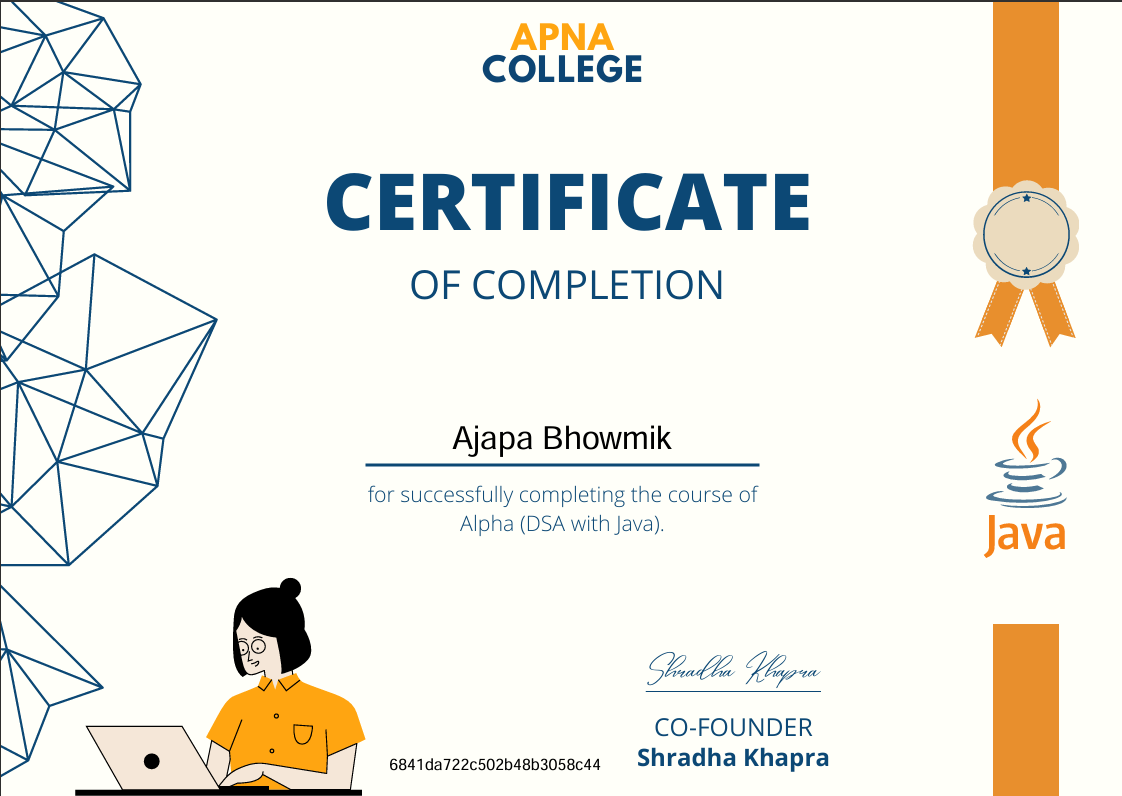 APNA
COLLEGE
CERTIFICATE
OF COMPLETION
Ajapa Bhowmik
for successfully completing the course of
Alpha (DSA with Java).
Java
Shradha Khapra
CO-FOUNDER
Shradha Khapra
6841da722c502b48b3058c44